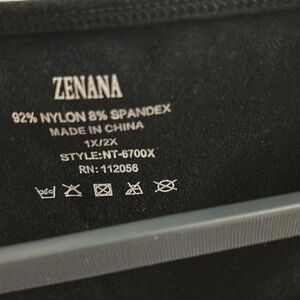 ZENANA
92% NYLON 8% SPANDEX
MADE IN CHINA
1X/2X
STYLE:NT-6700X
RN: 112056